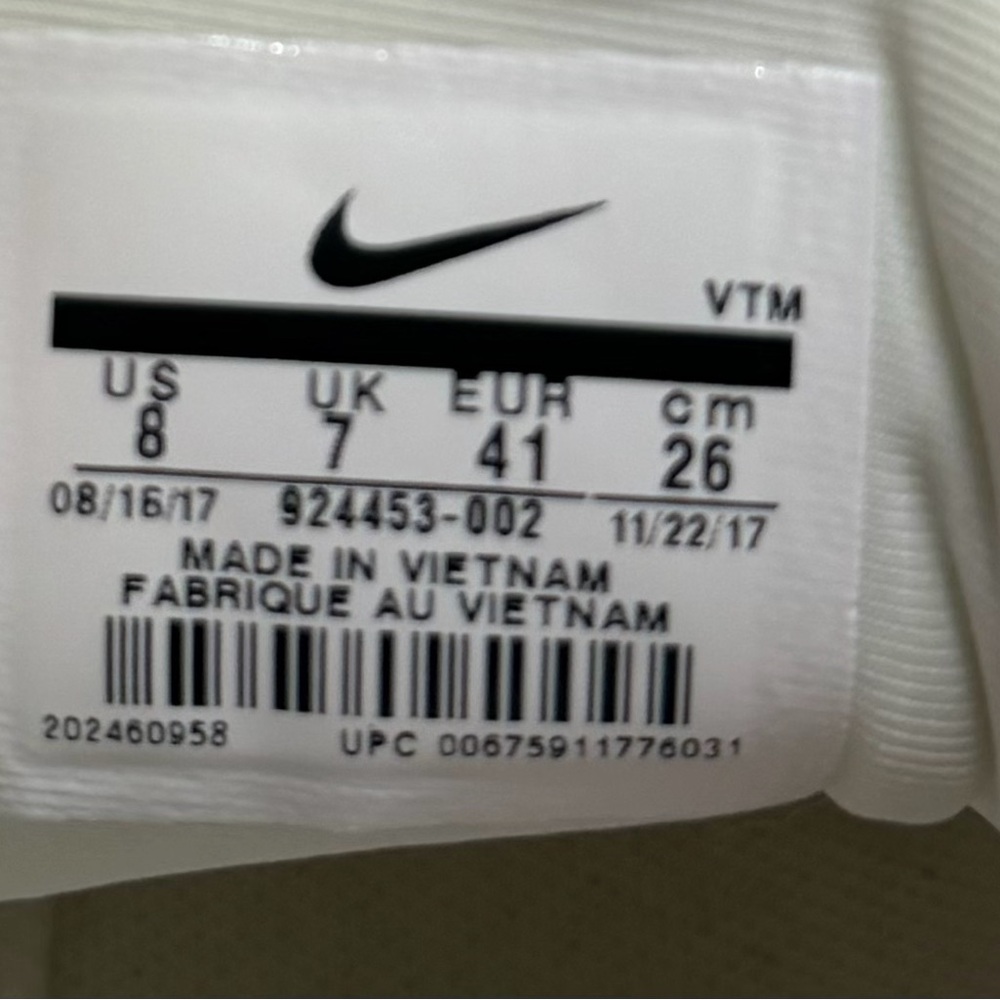 VTM
US UK EUR cm
8 7 41 26
08/16/17 924453-002 11/22/17
MADE IN VIETNAM
FABRIQUE AU VIETNAM
202460958 UPC 00675911776031